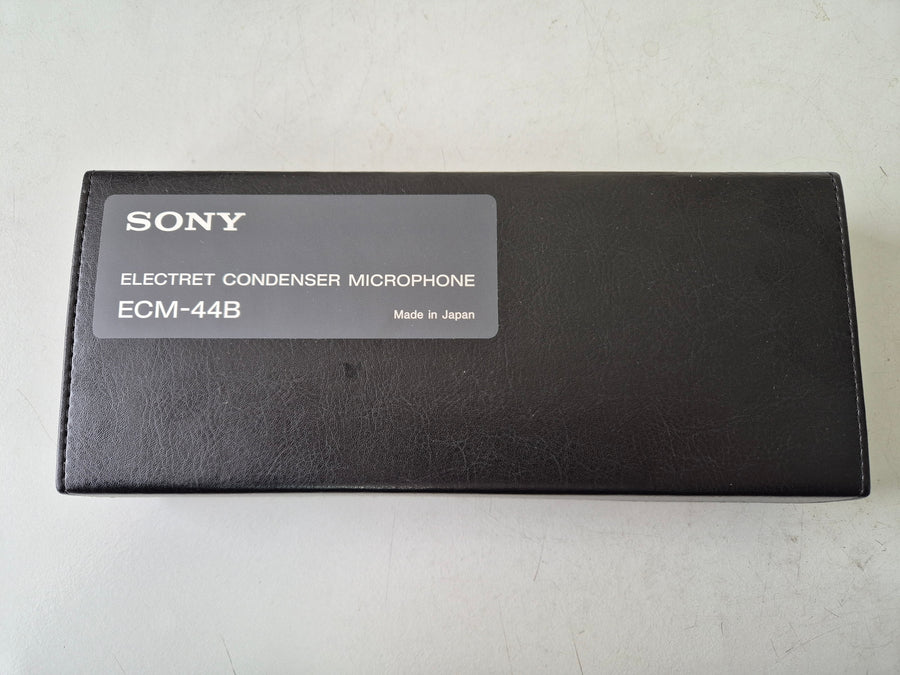 SONY
ELECTRET CONDENSER MICROPHONE
ECM-44B
Made in Japan